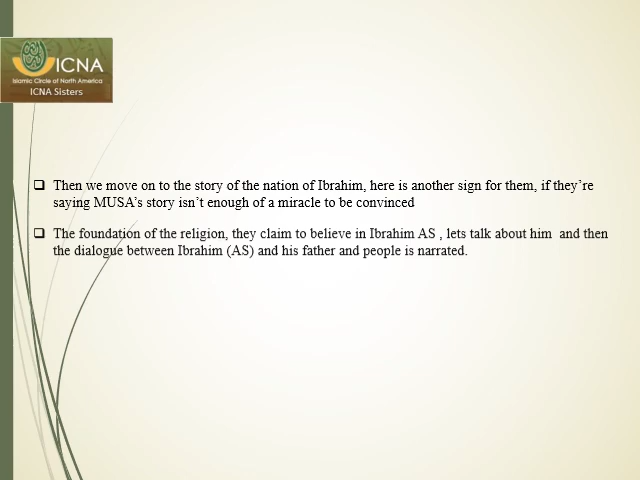 ICNA
Islamic Circle of North America
ICNA Sisters
Then we move on to the story of the nation of Ibrahim, here is another sign for them, if they’re
saying MUSA’s story isn’t enough of a miracle to be convinced
The foundation of the religion, they claim to believe in Ibrahim AS , lets talk about him  and then
the dialogue between Ibrahim (AS) and his father and people is narrated.